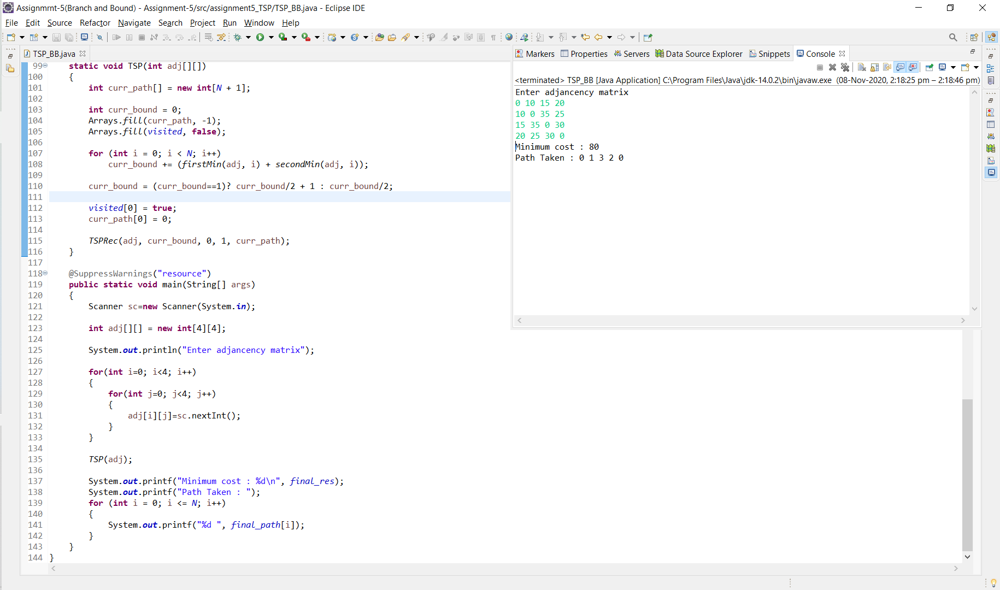 Assignmrnt-5(Branch and Bound) - Assignment-5/src/assignment5_TSP/TSP_BB.java - Eclipse IDE
File Edit Source Refactor Navigate Search Project Run Window Help
TSP_BB.java
99 static void TSP(int adj[][])
100 {
101 int curr_path[] = new int[N + 1];
102
103 int curr_bound = 0;
104 Arrays.fill(curr_path, -1);
105 Arrays.fill(visited, false);
106
107 for (int i = 0; i < N; i++)
108 curr_bound += (firstMin(adj, i) + secondMin(adj, i));
109
110 curr_bound = (curr_bound==1)? curr_bound/2 + 1 : curr_bound/2;
111
112 visited[0] = true;
113 curr_path[0] = 0;
114
115 TSPRec(adj, curr_bound, 0, 1, curr_path);
116 }
117
118 @SuppressWarnings("resource")
119 public static void main(String[] args)
120 {
121 Scanner sc=new Scanner(System.in);
122
123 int adj[][] = new int[4][4];
124
125 System.out.println("Enter adjancency matrix");
126
127 for(int i=0; i<4; i++)
128 {
129 for(int j=0; j<4; j++)
130 {
131 adj[i][j]=sc.nextInt();
132 }
133 }
134
135 TSP(adj);
136
137 System.out.printf("Minimum cost : %d\n", final_res);
138 System.out.printf("Path Taken : ");
139 for (int i = 0; i <= N; i++)
140 {
141 System.out.printf("%d ", final_path[i]);
142 }
143 }
144 }
Markers Properties Servers Data Source Explorer Snippets Console
<terminated> TSP_BB [Java Application] C:\Program Files\Java\jdk-14.0.2\bin\javaw.exe (08-Nov-2020, 2:18:25 pm – 2:18:46 pm)
Enter adjancency matrix
0 10 15 20
10 0 35 25
15 35 0 30
20 25 30 0
Minimum cost : 80
Path Taken : 0 1 3 2 0